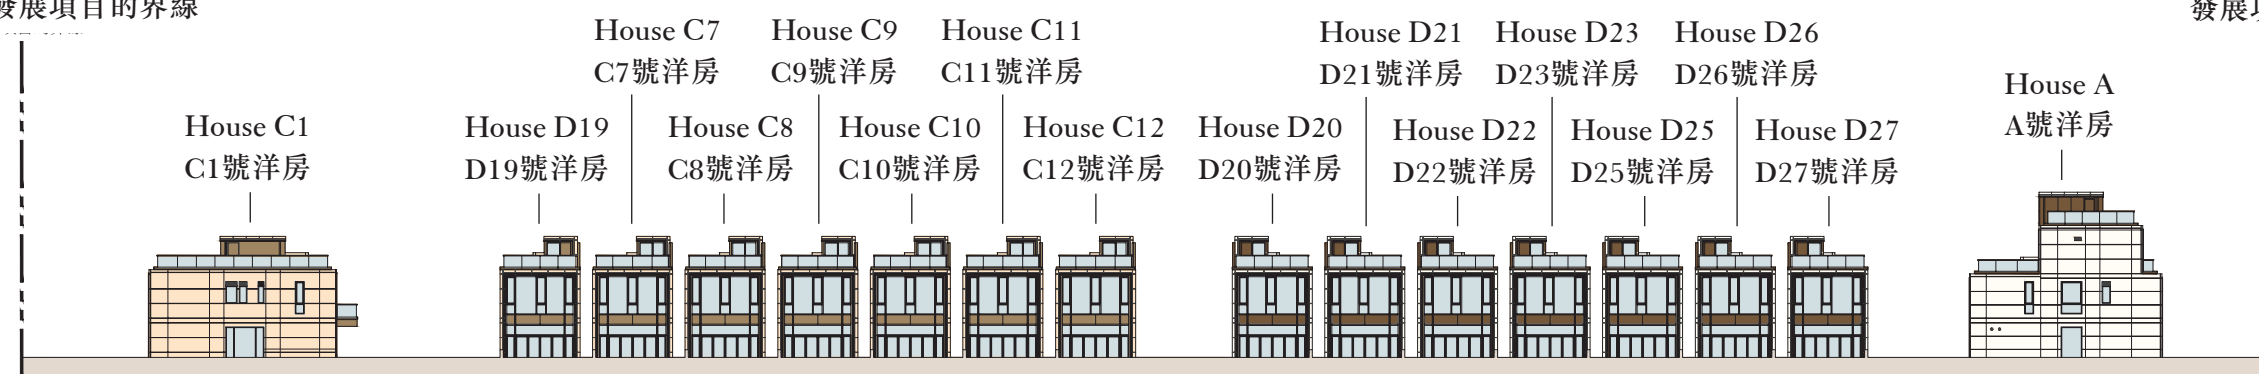 發展項目的界線
發展
House C7
C7號洋房
House C9
C9號洋房
House C11
C11號洋房
House D21
D21號洋房
House D23
D23號洋房
House D26
D26號洋房
House A
A號洋房
House C1
C1號洋房
House D19
D19號洋房
House C8
C8號洋房
House C10
C10號洋房
House C12
C12號洋房
House D20
D20號洋房
House D22
D22號洋房
House D25
D25號洋房
House D27
D27號洋房